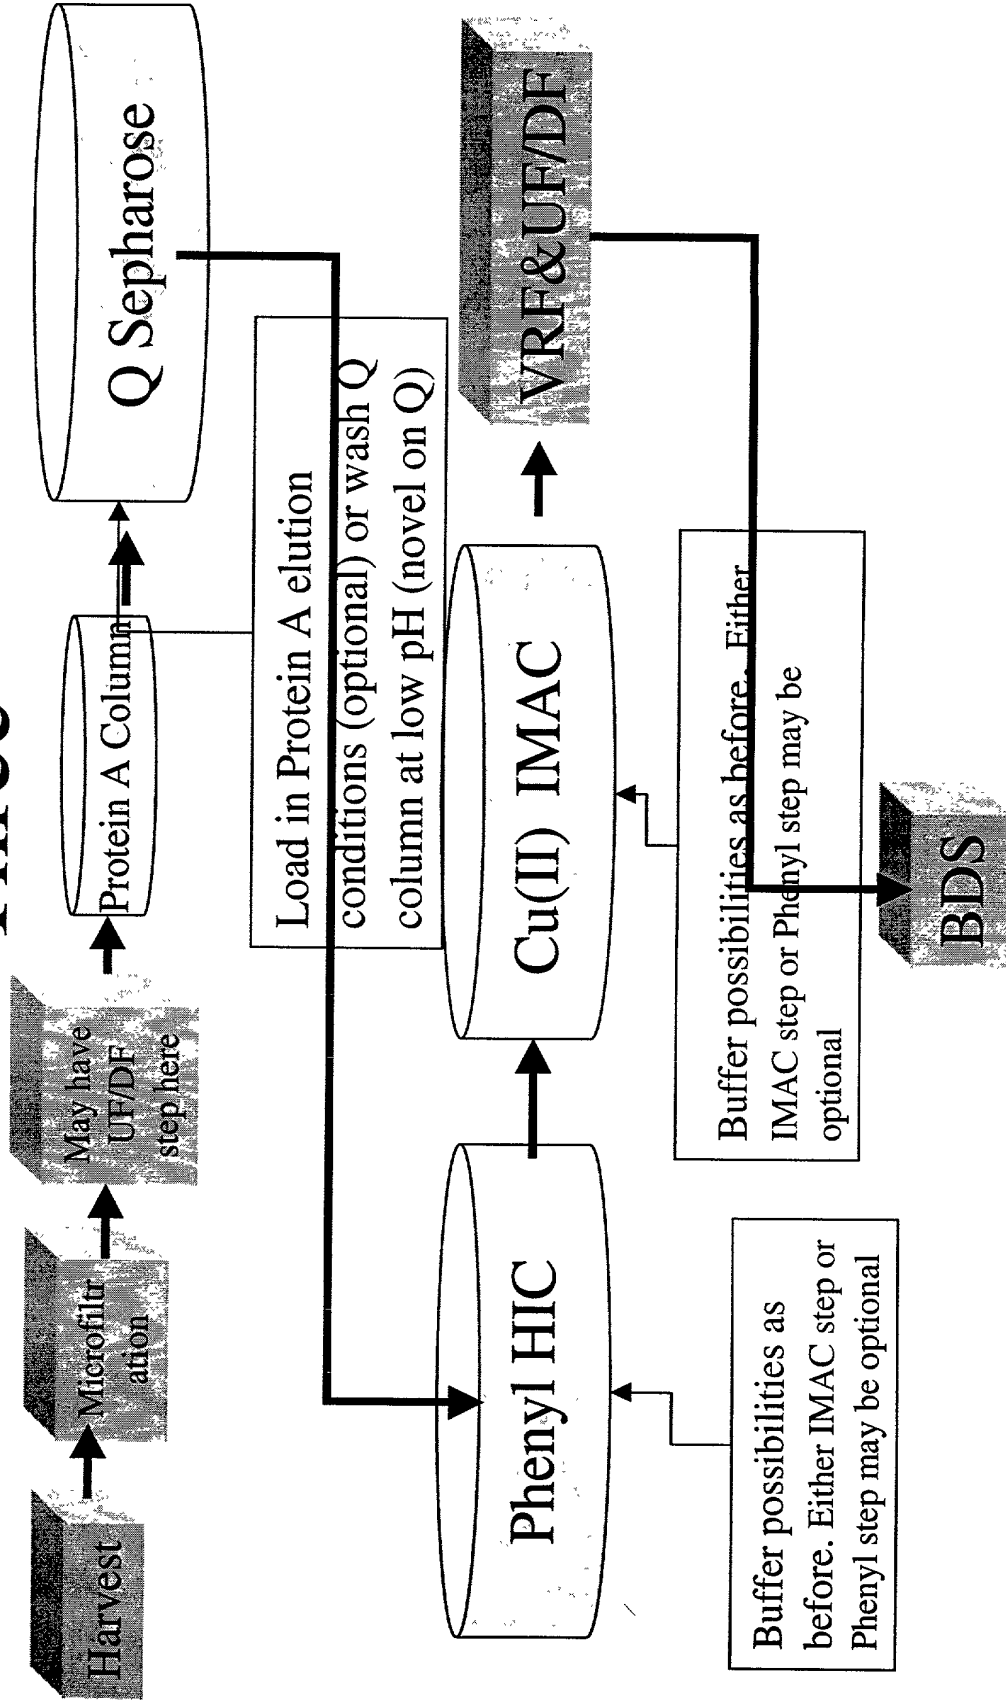 Harvest
Microfiltr
ation
May have
UF/DF
step here
Protein A Column
Q Sepharose
Load in Protein A elution
conditions (optional) or wash Q
column at low pH (novel on Q)
Phenyl HIC
Cu(II) IMAC
VRF&UF/DF
Buffer possibilities as
before. Either IMAC step or
Phenyl step may be optional
Buffer possibilities as before. Either
IMAC step or Phenyl step may be
optional
BDS